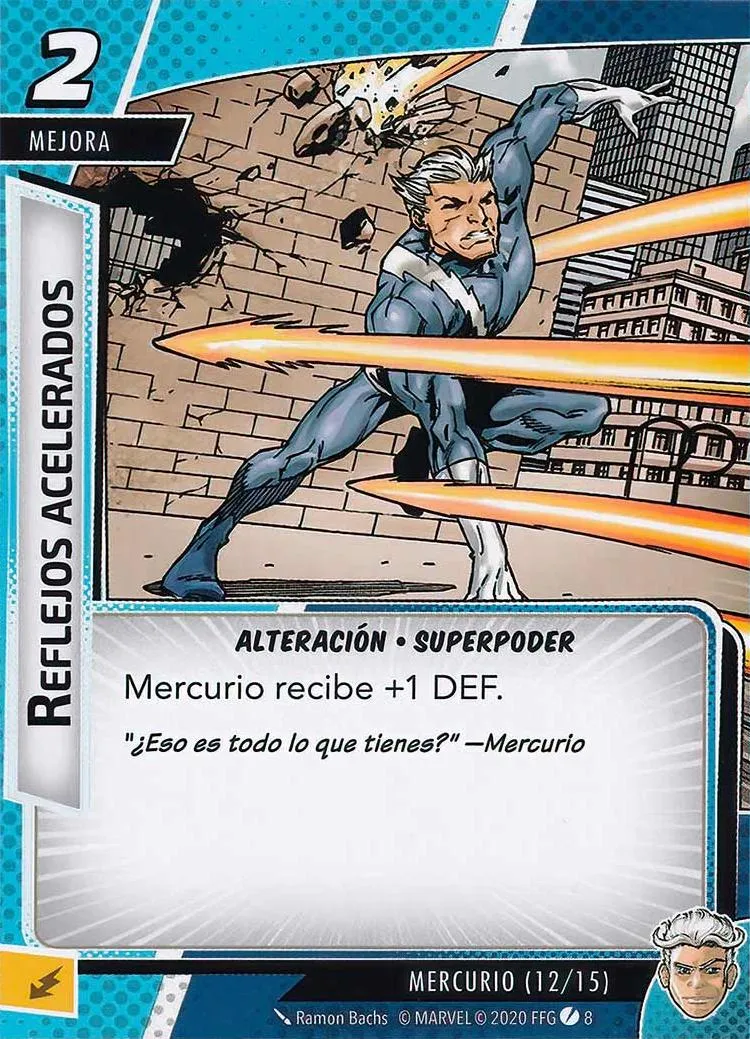 2
MEJORA
REFLEJOS ACELERADOS
ALTERACIÓN • SUPERPODER
Mercurio recibe +1 DEF.
"¿Eso es todo lo que tienes?" —Mercurio
MERCURIO (12/15)
Ramon Bachs © MARVEL © 2020 FFG 8